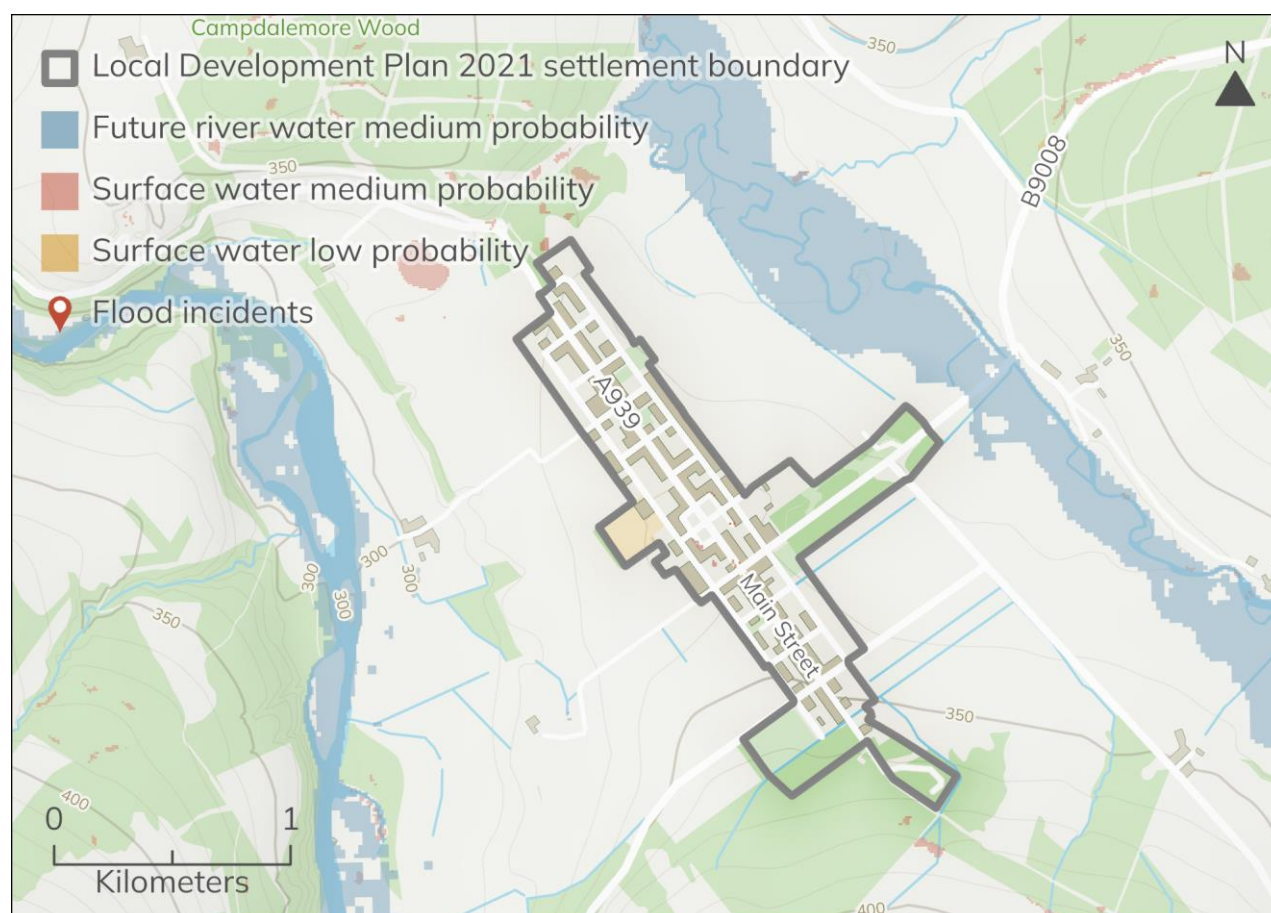 Campdalemore Wood
Local Development Plan 2021 settlement boundary
Future river water medium probability
Surface water medium probability
Surface water low probability
Flood incidents
350
N
B9008
350
350
A939
300
300
300
300
350
Main Street
350
400
400
0 1
Kilometers